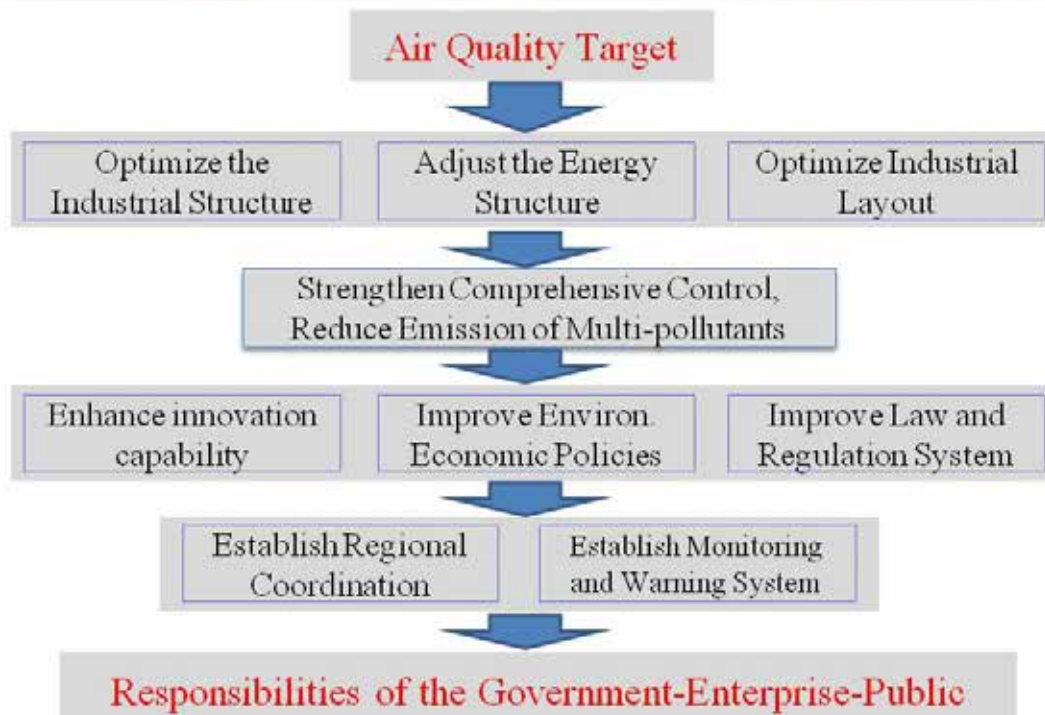 Air Quality Target
Optimize the
Industrial Structure
Adjust the Energy
Structure
Optimize Industrial
Layout
Strengthen Comprehensive Control,
Reduce Emission of Multi-pollutants
Enhance innovation
capability
Improve Environ.
Economic Policies
Improve Law and
Regulation System
Establish Regional
Coordination
Establish Monitoring
and Warning System
Responsibilities of the Government-Enterprise-Public